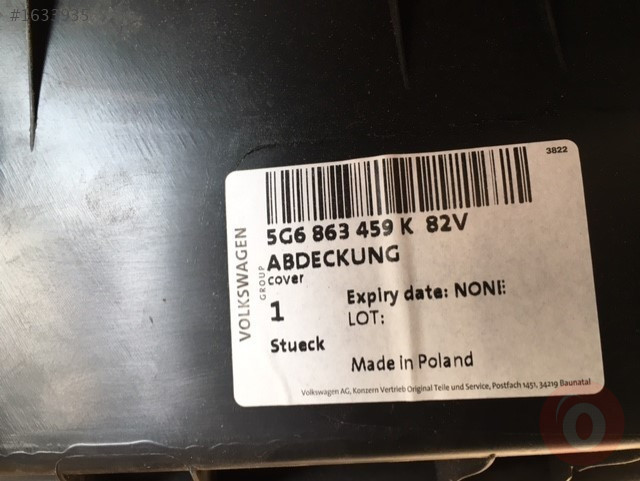 3822
5G6 863 459 K 82V
ABDECKUNG
cover
VOLKSWAGEN
GROUP
1
Expiry date: NONE
LOT:
Stueck
Made in Poland
Volkswagen AG, Konzern Vertrieb Original Teile und Service, Postfach 1451, 34219 Baunatal